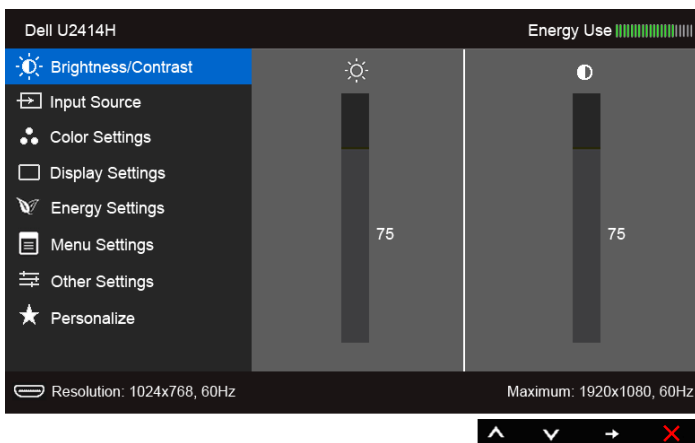 Dell U2414H
Energy Use
Brightness/Contrast
Input Source
Color Settings
Display Settings
Energy Settings
Menu Settings
Other Settings
Personalize
75
75
Resolution: 1024x768, 60Hz
Maximum: 1920x1080, 60Hz